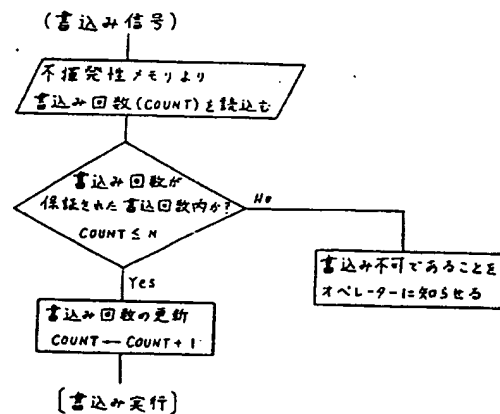 (書込み信号)
不揮発性メモリより
書込み回数(COUNT)を読込む
書込み回数が
保証された書込回数内か?
COUNT ≤ N
No
Yes
書込み不可であることを
オペレーターに知らせる
書込み回数の更新
COUNT ← COUNT + 1
[書込み実行]